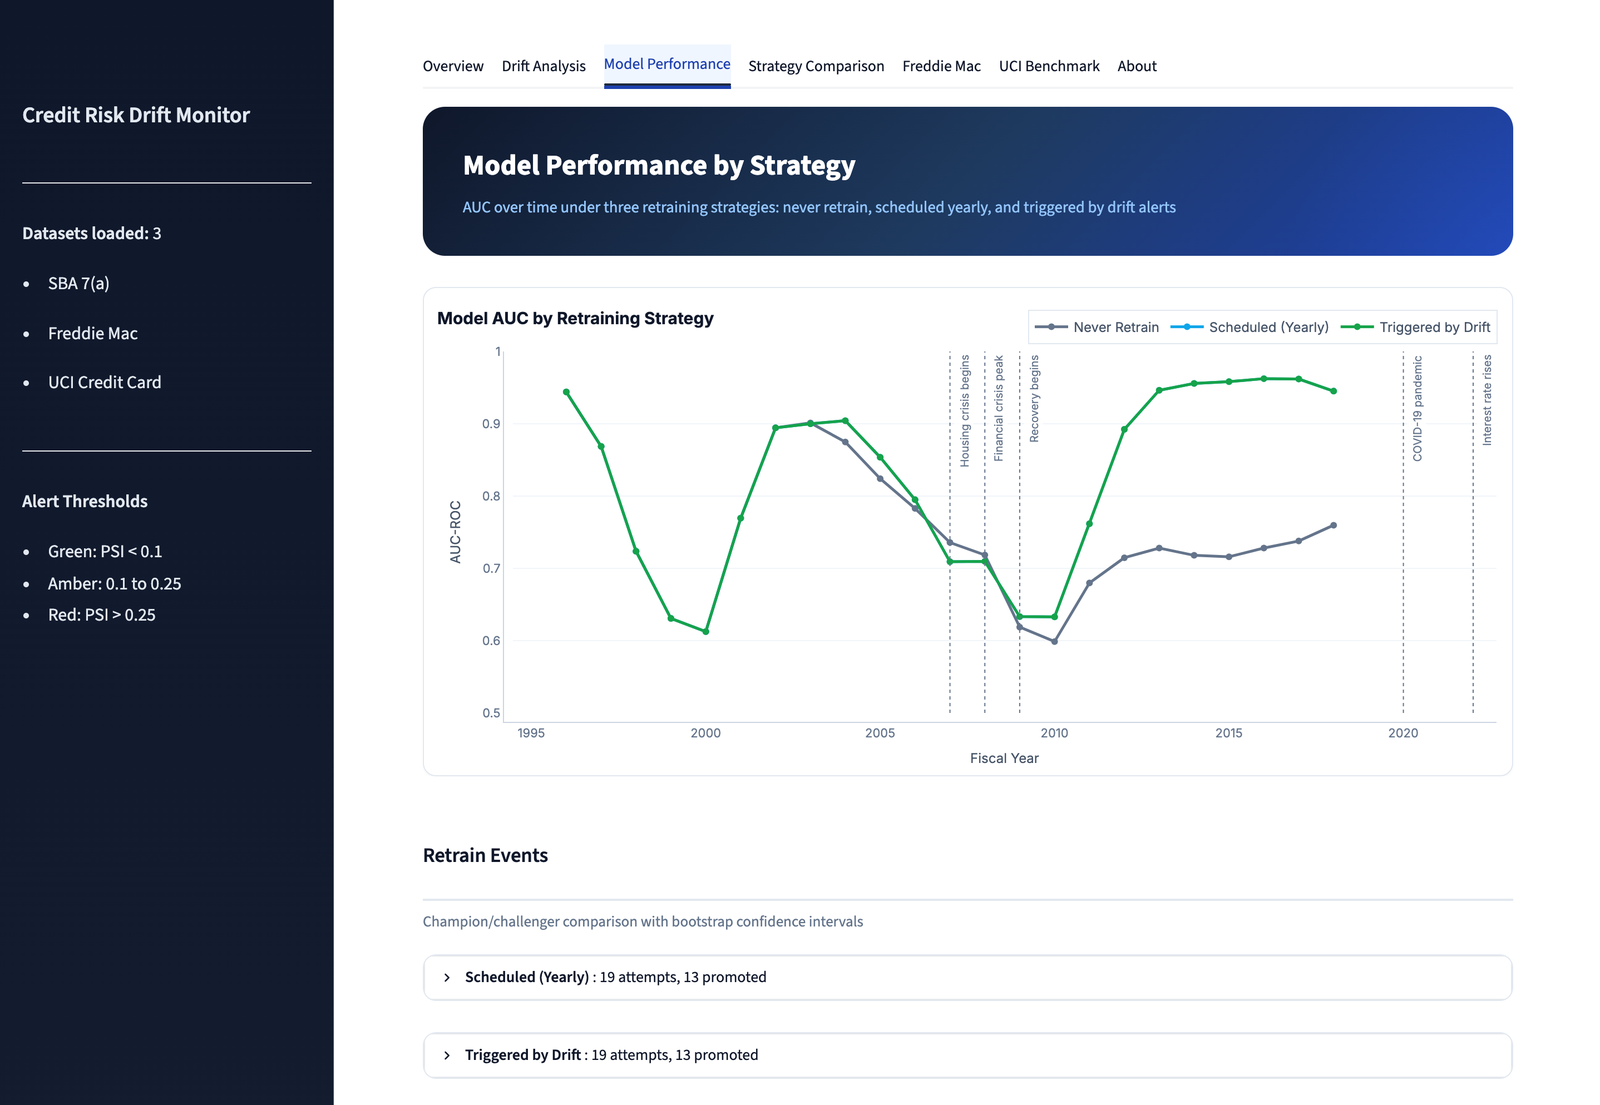 Credit Risk Drift Monitor
Datasets loaded: 3
SBA 7(a)
Freddie Mac
UCI Credit Card
Alert Thresholds
Green: PSI < 0.1
Amber: 0.1 to 0.25
Red: PSI > 0.25
Overview Drift Analysis Model Performance Strategy Comparison Freddie Mac UCI Benchmark About
Model Performance by Strategy
AUC over time under three retraining strategies: never retrain, scheduled yearly, and triggered by drift alerts
Model AUC by Retraining Strategy
Never Retrain Scheduled (Yearly) Triggered by Drift
1
0.9
0.8
0.7
0.6
0.5
AUC-ROC
Housing crisis begins
Financial crisis peak
Recovery begins
COVID-19 pandemic
Interest rate rises
1995 2000 2005 2010 2015 2020
Fiscal Year
Retrain Events
Champion/challenger comparison with bootstrap confidence intervals
Scheduled (Yearly) : 19 attempts, 13 promoted
Triggered by Drift : 19 attempts, 13 promoted